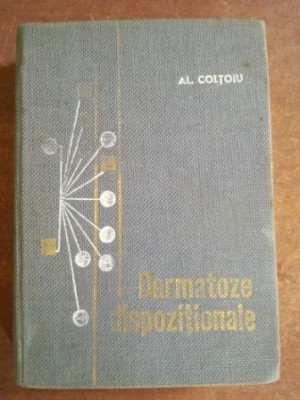 AL. COLȚOIU
Dermatoze
dispoziționale